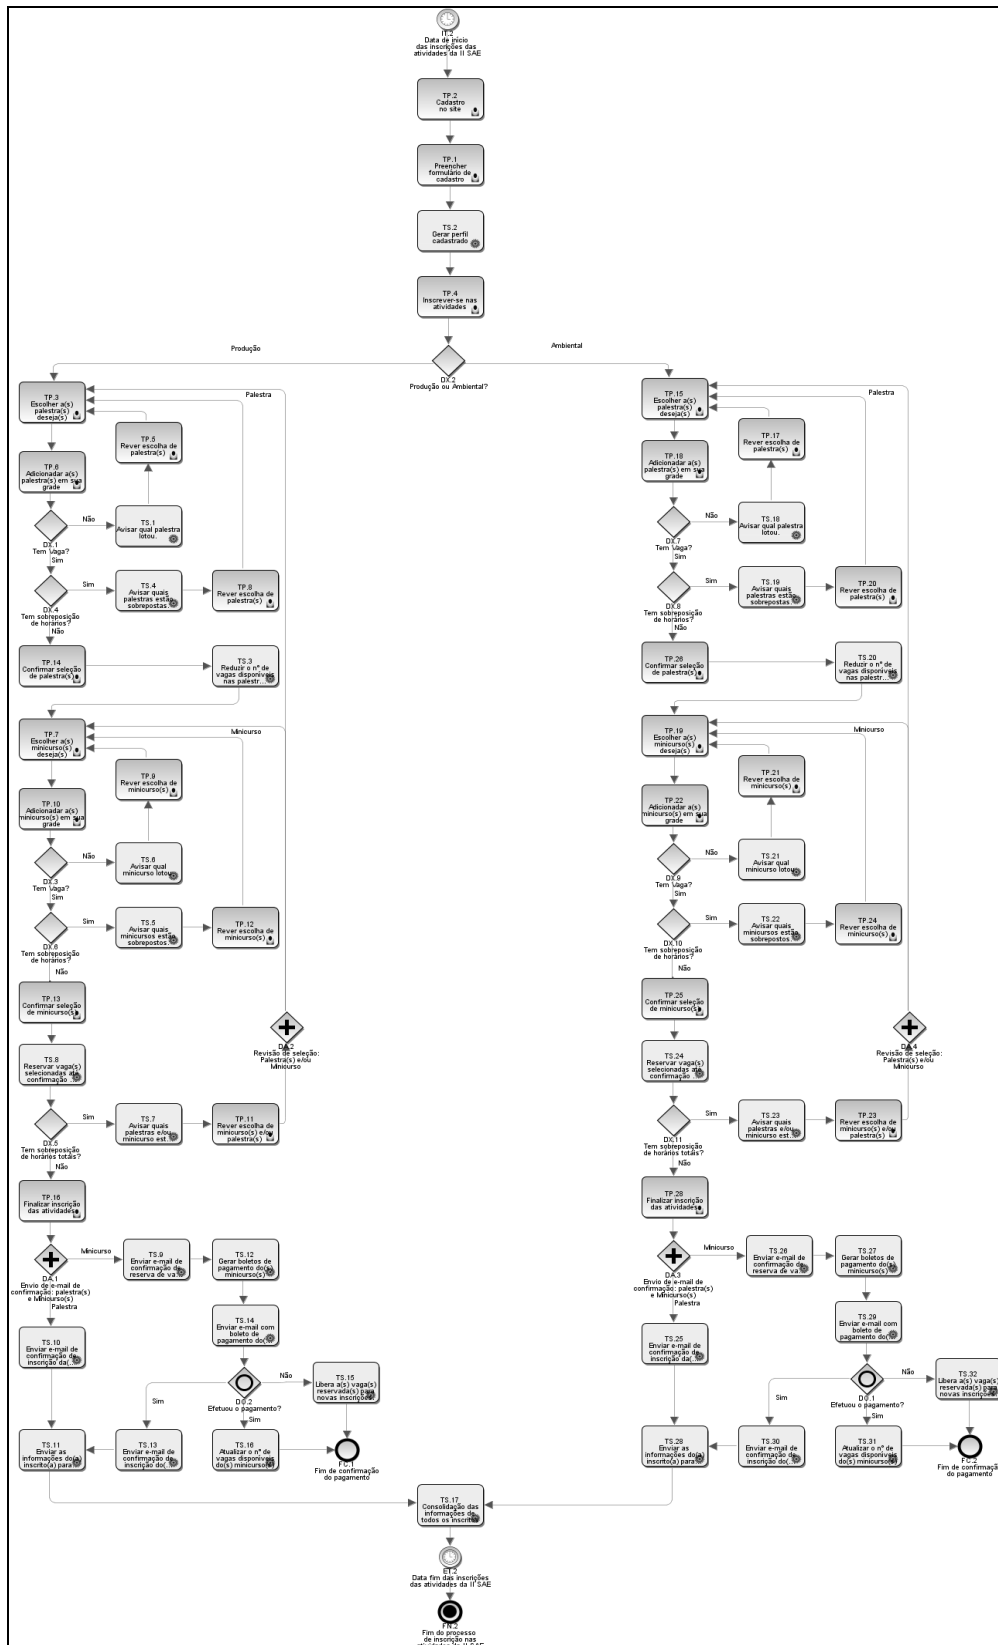 IT.2
Data de início
das inscrições das
atividades da II SAE
TP.2
Cadastro
no site
TP.1
Preencher
formulário de
cadastro
TS.2
Gerar perfil
cadastrado
TP.4
Inscrever-se nas
atividades
Produção
Ambiental
DX.2
Produção ou Ambiental?
TP.3
Escolher a(s)
palestra(s)
deseja(s)
Palestra
TP.5
Rever escolha de
palestra(s)
TP.6
Adicionadar a(s)
palestra(s) em sua
grade
Não
TS.1
Avisar qual palestra
lotou.
DX.1
Tem Vaga?
Sim
Sim
TS.4
Avisar quais
palestras estão
sobrepostas.
TP.8
Rever escolha de
palestra(s)
DX.4
Tem sobreposição
de horários?
Não
TP.14
Confirmar seleção
de palestra(s)
TS.3
Reduzir o nº de
vagas disponíveis
nas palestr...
TP.7
Escolher a(s)
minicurso(s)
deseja(s)
Minicurso
TP.9
Rever escolha de
minicurso(s)
TP.10
Adicionadar a(s)
minicurso(s) em sua
grade
Não
TS.6
Avisar qual
minicurso lotou.
DX.3
Tem Vaga?
Sim
Sim
TS.5
Avisar quais
minicursos estão
sobrepostos.
TP.12
Rever escolha de
minicurso(s)
DX.6
Tem sobreposição
de horários?
Não
TP.13
Confirmar seleção
de minicurso(s)
DA.2
Revisão de seleção:
Palestra(s) e/ou
Minicurso
TS.8
Reservar vaga(s)
selecionadas até
confirmação ...
Sim
TS.7
Avisar quais
palestras e/ou
minicurso est...
TP.11
Rever escolha de
minicurso(s) e/ou
palestra(s)
DX.5
Tem sobreposição
de horários totais?
Não
TP.16
Finalizar inscrição
das atividades
Minicurso
TS.9
Enviar e-mail de
confirmação de
reserva de va...
TS.12
Gerar boletos de
pagamento do(s)
minicurso(s)
DA.1
Envio de e-mail de
confirmação: palestra(s)
e Minicurso(s)
Palestra
TS.14
Enviar e-mail com
boleto de
pagamento do(...
TS.10
Enviar e-mail de
confirmação de
inscrição da(...
Não
TS.15
Libera a(s) vaga(s)
reservada(s) para
novas inscrições.
Sim
DO.2
Efetuou o pagamento?
Sim
TS.11
Enviar as
informações do(a)
inscrito(a) para ...
TS.13
Enviar e-mail de
confirmação de
inscrição do(...
TS.16
Atualizar o nº de
vagas disponíveis
do(s) minicurso(s)
FC.1
Fim de confirmação
do pagamento
TP.15
Escolher a(s)
palestra(s)
deseja(s)
Palestra
TP.17
Rever escolha de
palestra(s)
TP.18
Adicionadar a(s)
palestra(s) em sua
grade
Não
TS.18
Avisar qual palestra
lotou.
DX.7
Tem Vaga?
Sim
Sim
TS.19
Avisar quais
palestras estão
sobrepostas.
TP.20
Rever escolha de
palestra(s)
DX.8
Tem sobreposição
de horários?
Não
TP.26
Confirmar seleção
de palestra(s)
TS.20
Reduzir o nº de
vagas disponíveis
nas palestr...
TP.19
Escolher a(s)
minicurso(s)
deseja(s)
Minicurso
TP.21
Rever escolha de
minicurso(s)
TP.22
Adicionadar a(s)
minicurso(s) em sua
grade
Não
TS.21
Avisar qual
minicurso lotou.
DX.9
Tem Vaga?
Sim
Sim
TS.22
Avisar quais
minicursos estão
sobrepostos.
TP.24
Rever escolha de
minicurso(s)
DX.10
Tem sobreposição
de horários?
Não
TP.25
Confirmar seleção
de minicurso(s)
DA.4
Revisão de seleção:
Palestra(s) e/ou
Minicurso
TS.24
Reservar vaga(s)
selecionadas até
confirmação ...
Sim
TS.23
Avisar quais
palestras e/ou
minicurso est...
TP.23
Rever escolha de
minicurso(s) e/ou
palestra(s)
DX.11
Tem sobreposição
de horários totais?
Não
TP.28
Finalizar inscrição
das atividades
Minicurso
TS.26
Enviar e-mail de
confirmação de
reserva de va...
TS.27
Gerar boletos de
pagamento do(s)
minicurso(s)
DA.3
Envio de e-mail de
confirmação: palestra(s)
e Minicurso(s)
Palestra
TS.29
Enviar e-mail com
boleto de
pagamento do(...
TS.25
Enviar e-mail de
confirmação de
inscrição da(...
Não
TS.32
Libera a(s) vaga(s)
reservada(s) para
novas inscrições.
Sim
DO.1
Efetuou o pagamento?
Sim
TS.28
Enviar as
informações do(a)
inscrito(a) para ...
TS.30
Enviar e-mail de
confirmação de
inscrição do(...
TS.31
Atualizar o nº de
vagas disponíveis
do(s) minicurso(s)
FC.2
Fim de confirmação
do pagamento
TS.17
Consolidação das
informações de
todos os inscritos
ET.2
Data fim das inscrições
das atividades da II SAE
FN.2
Fim do processo
de inscrição nas
atividades da II SAE